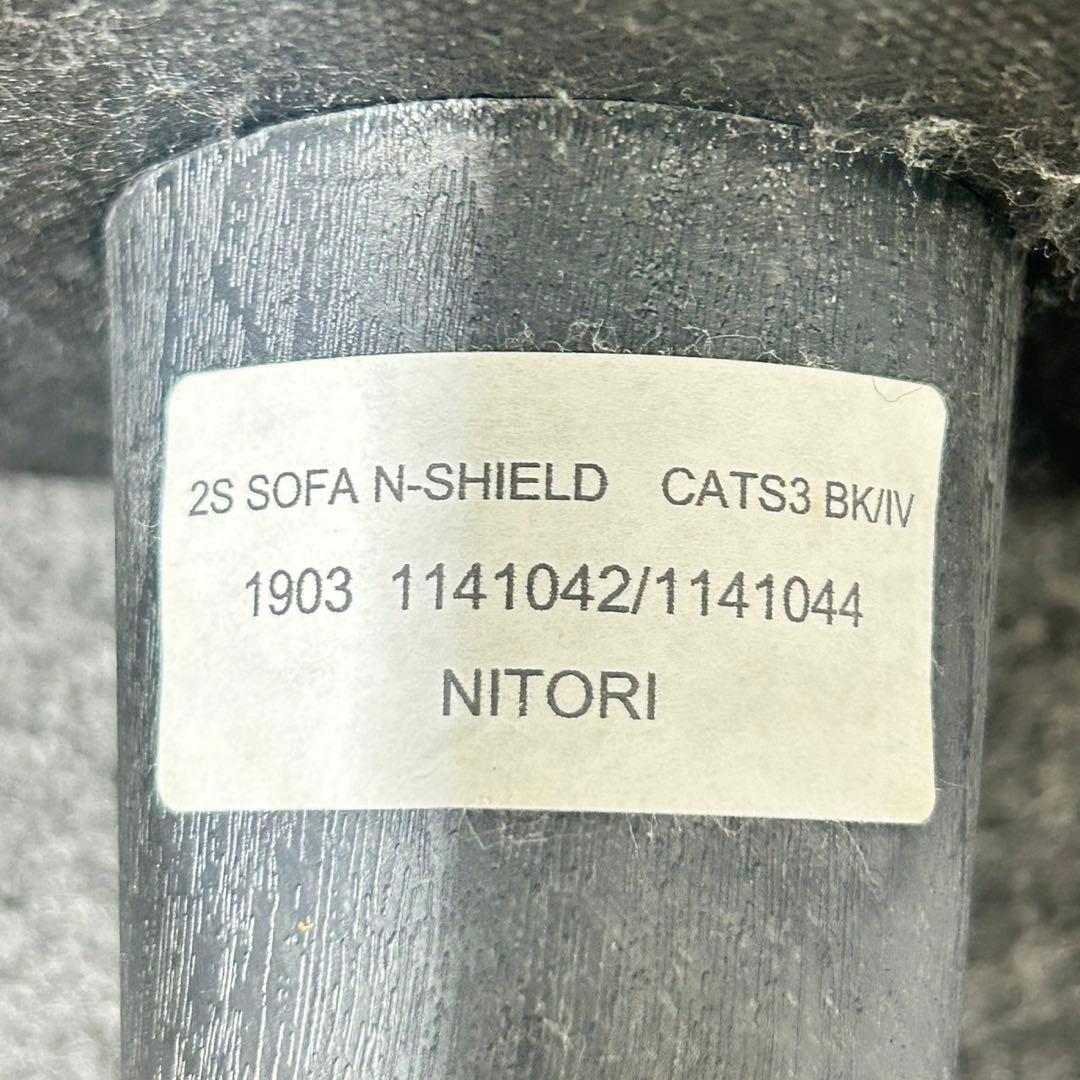 2S SOFA N-SHIELD CATS3 BK/IV
1903 1141042/1141044
NITORI